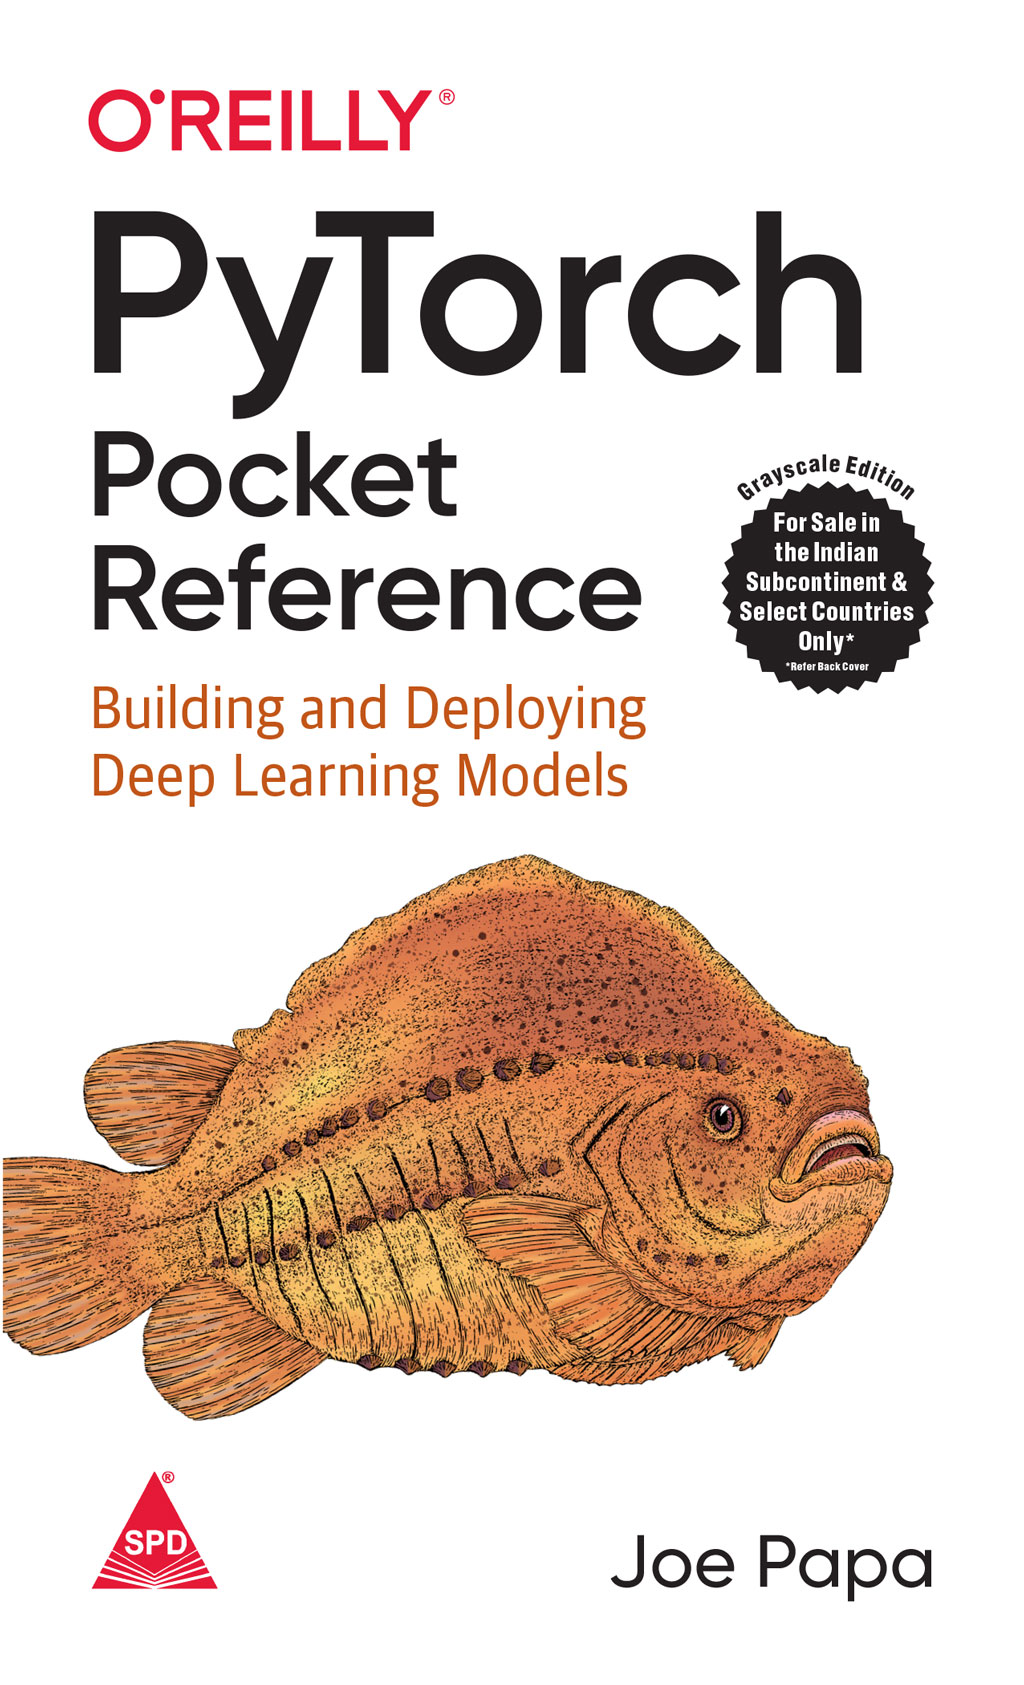 O'REILLY®
PyTorch
Pocket
Reference
Grayscale Edition
For Sale in
the Indian
Subcontinent &
Select Countries
Only*
*Refer Back Cover
Building and Deploying
Deep Learning Models
®
SPD
Joe Papa